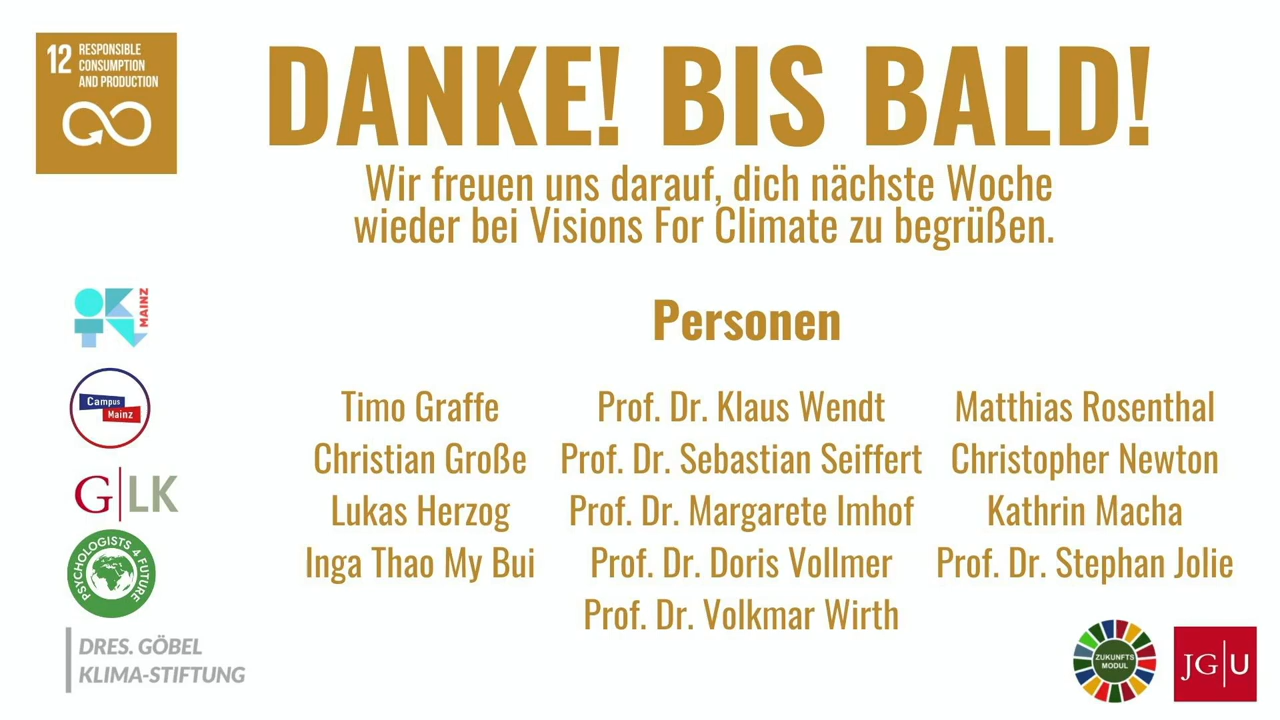 12 RESPONSIBLE
CONSUMPTION
AND PRODUCTION
DANKE! BIS BALD!
Wir freuen uns darauf, dich nächste Woche
wieder bei Visions For Climate zu begrüßen.
MAINZ
Campus
Mainz
G|LK
PSYCHOLOGISTS 4 FUTURE
DRES. GÖBEL
KLIMA-STIFTUNG
Personen
Timo Graffe
Christian Große
Lukas Herzog
Inga Thao My Bui
Prof. Dr. Klaus Wendt
Prof. Dr. Sebastian Seiffert
Prof. Dr. Margarete Imhof
Prof. Dr. Doris Vollmer
Prof. Dr. Volkmar Wirth
Matthias Rosenthal
Christopher Newton
Kathrin Macha
Prof. Dr. Stephan Jolie
ZUKUNFTS
MODUL
JG|U